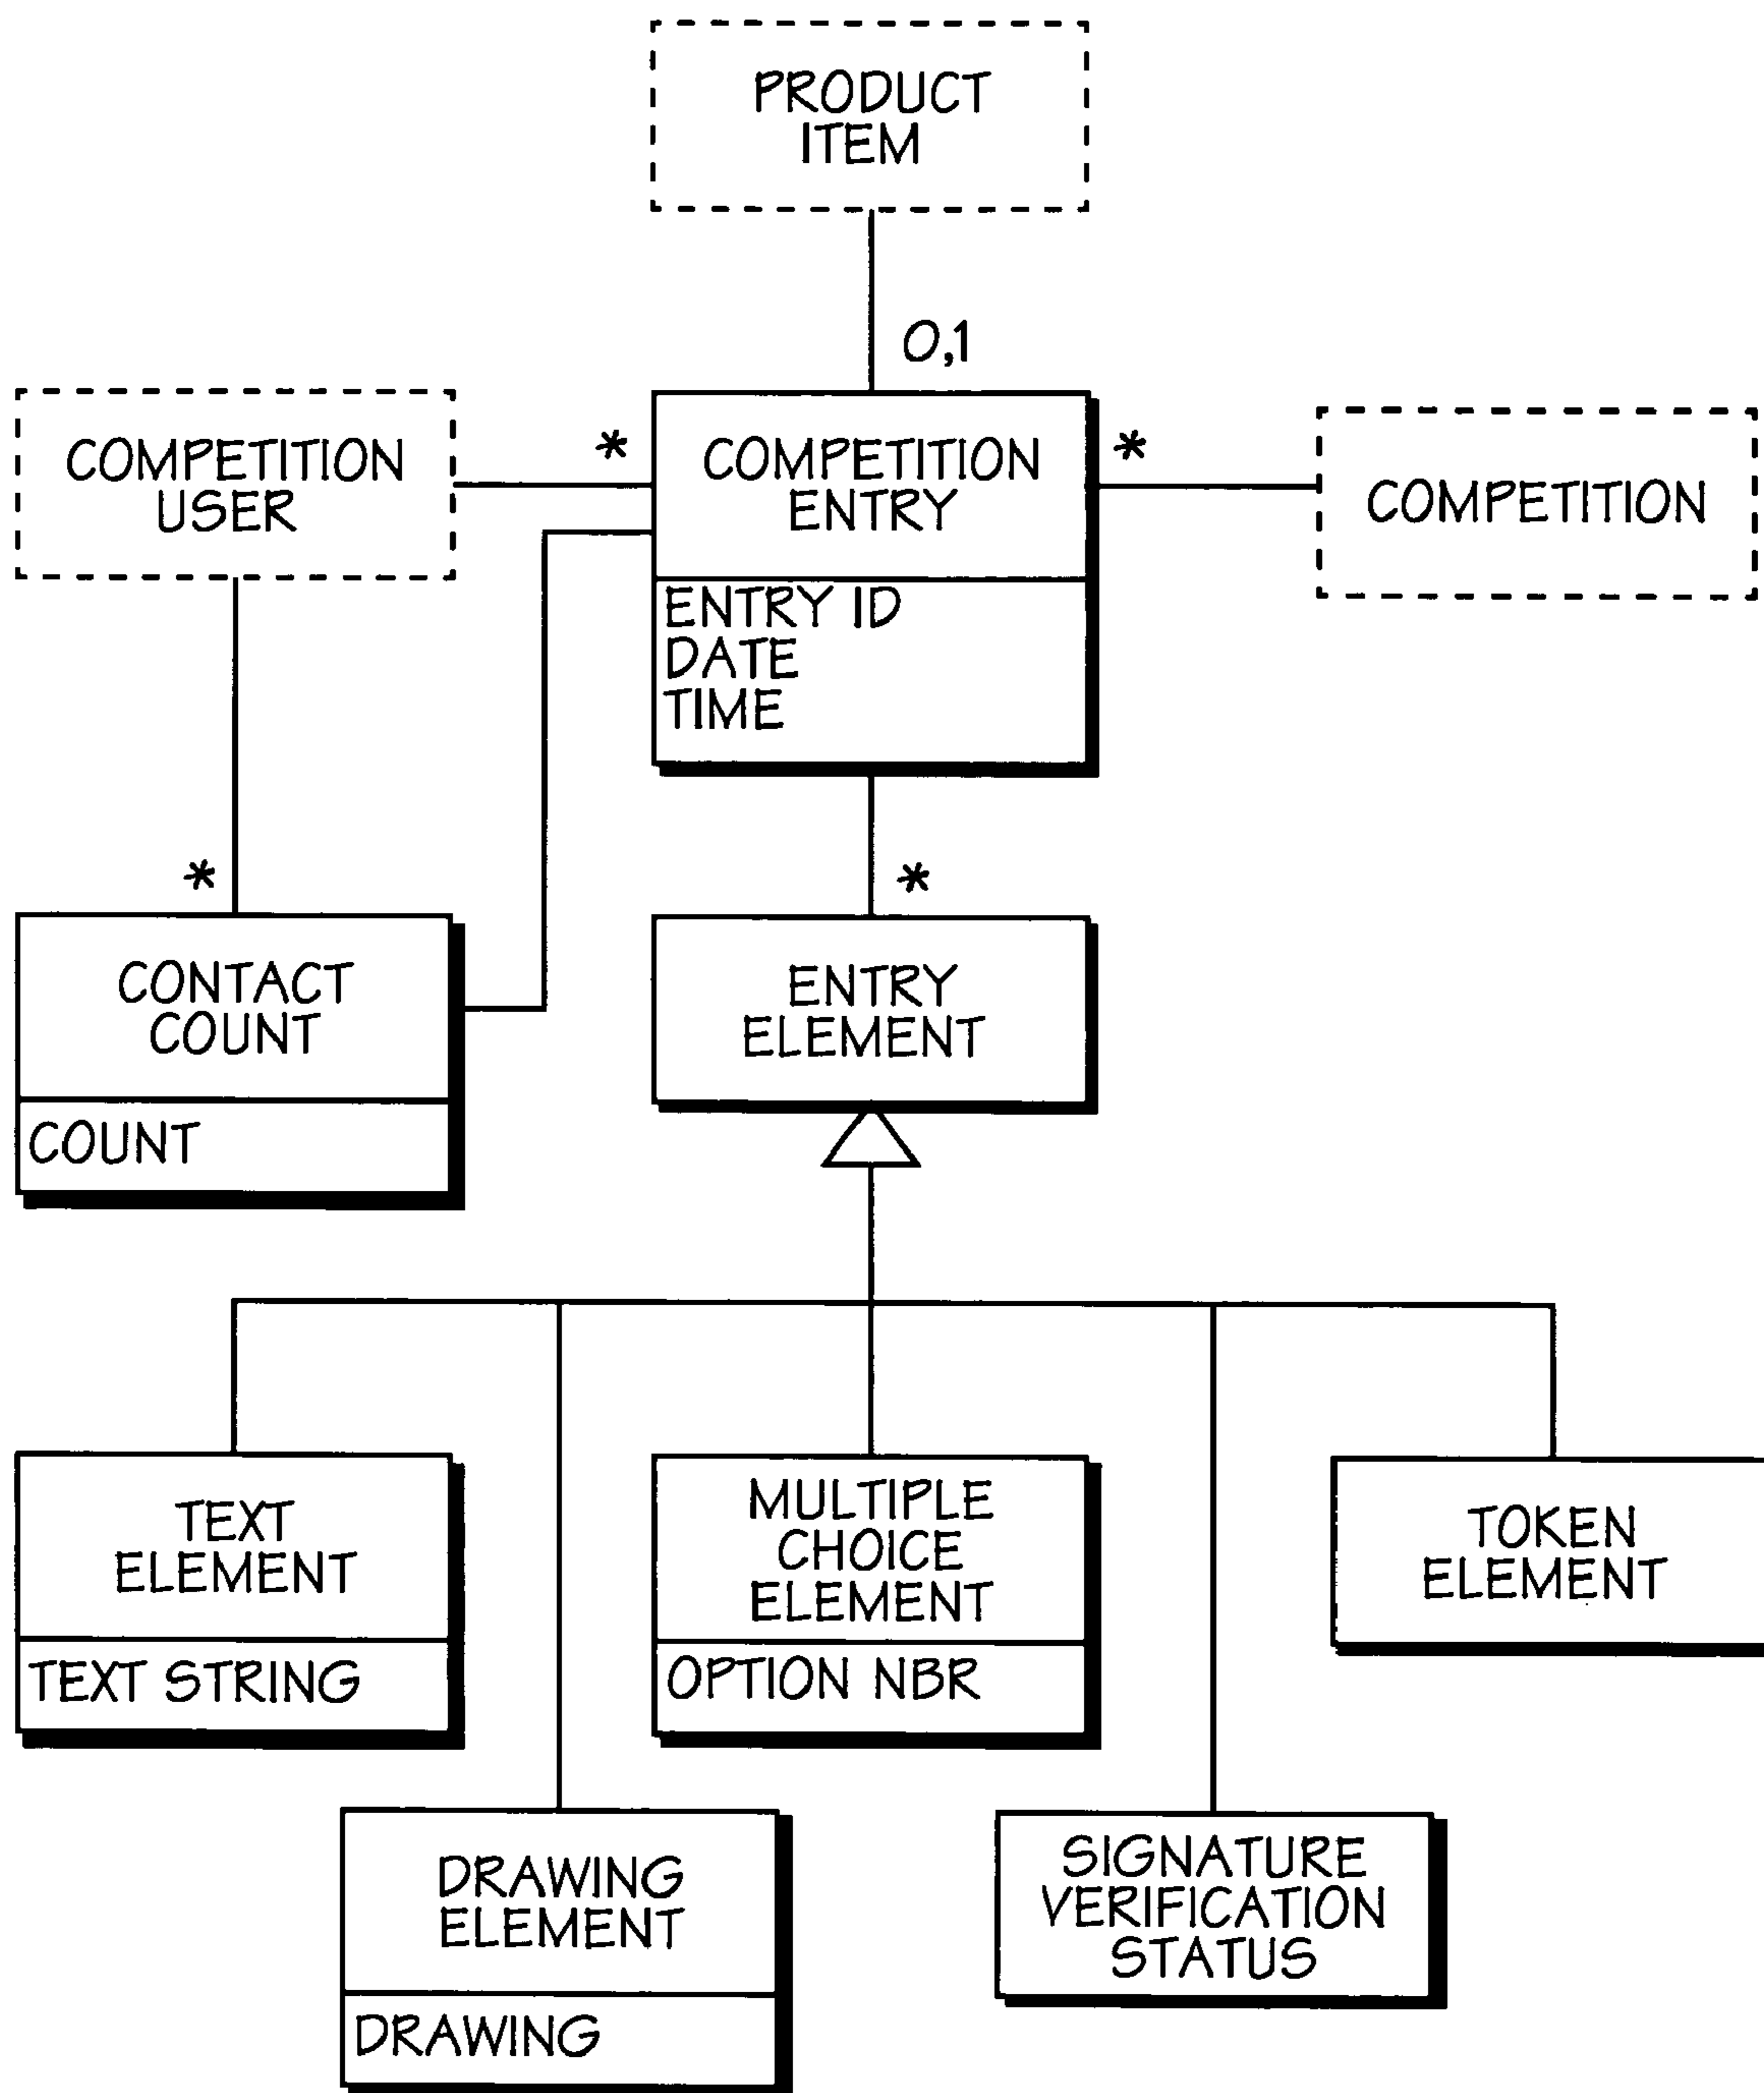 PRODUCT
ITEM
0,1
COMPETITION
USER
*
COMPETITION
ENTRY
*
COMPETITION
ENTRY ID
DATE
TIME
*
*
CONTACT
COUNT
COUNT
ENTRY
ELEMENT
TEXT
ELEMENT
TEXT STRING
MULTIPLE
CHOICE
ELEMENT
OPTION NBR
TOKEN
ELEMENT
DRAWING
ELEMENT
DRAWING
SIGNATURE
VERIFICATION
STATUS